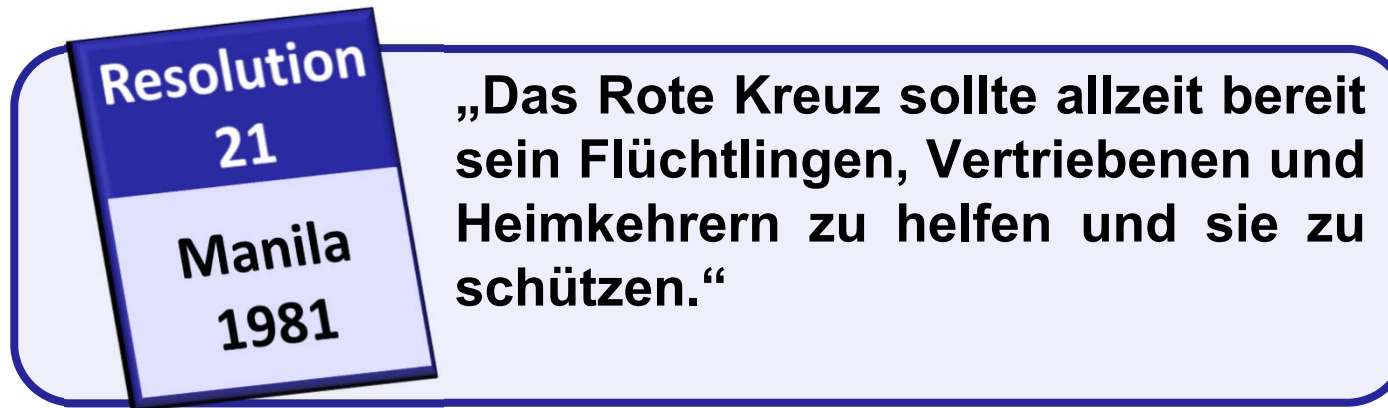 Resolution
21
Manila
1981
„Das Rote Kreuz sollte allzeit bereit
sein Flüchtlingen, Vertriebenen und
Heimkehrern zu helfen und sie zu
schützen.“